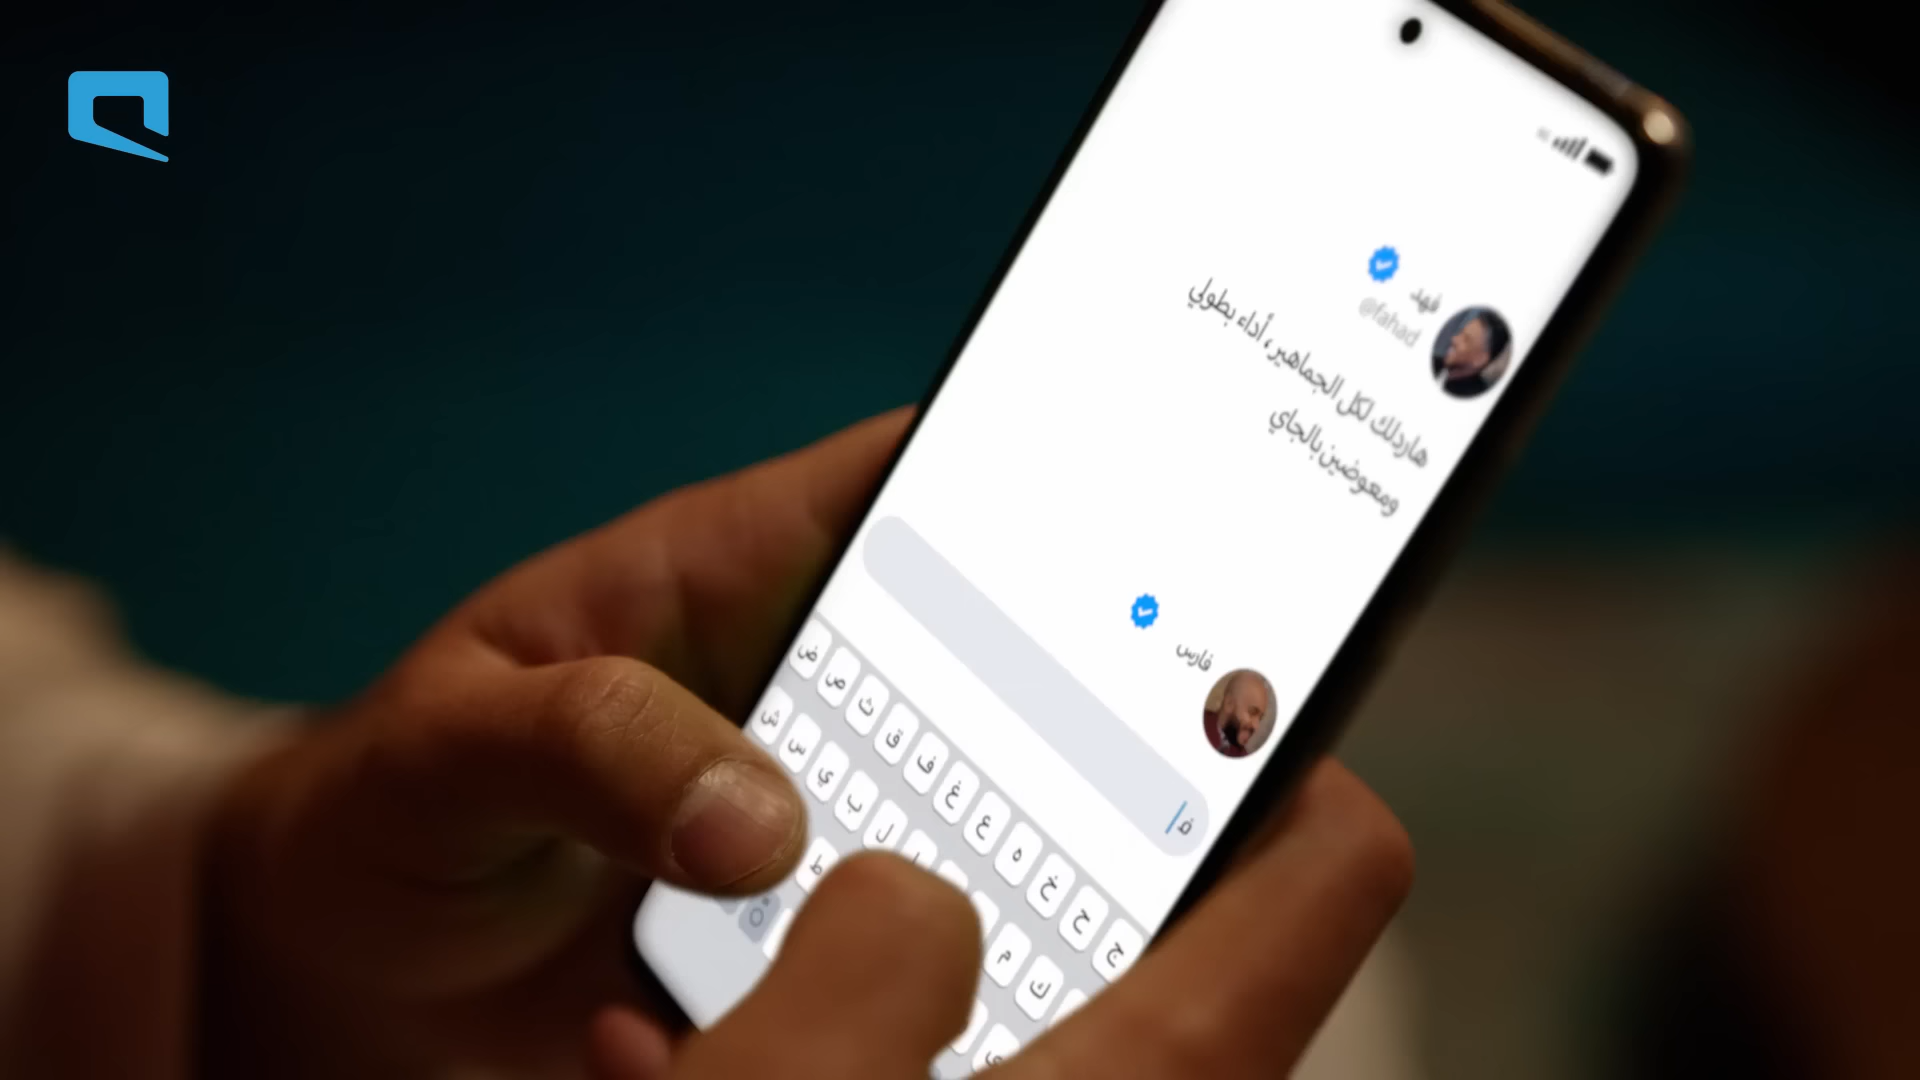 فهد
@fahad
هاردلك لكل الجماهير، أداء بطولي
ومعوضين بالجاي
فارس
ف
ض ص ث ق ف غ ع ه خ ح ج
ش س ي ب ل م ك
ط